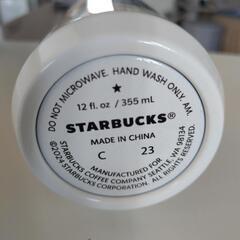 DO NOT MICROWAVE. HAND WASH ONLY. AM.
12 fl. oz / 355 mL
STARBUCKS®
MADE IN CHINA
C 23
MANUFACTURED FOR
STARBUCKS COFFEE COMPANY SEATTLE, WA 98134.
©2024 STARBUCKS CORPORATION. ALL RIGHTS RESERVED.